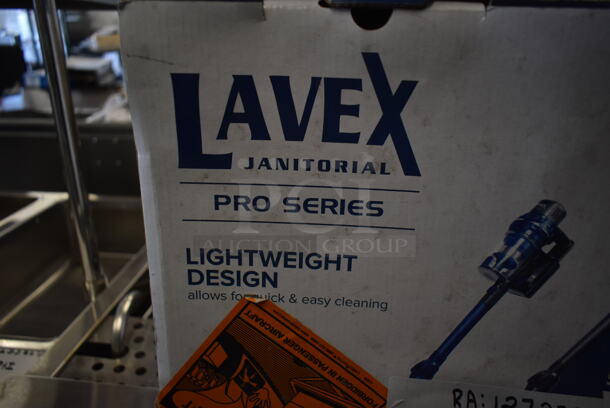 LAVEX
JANITORIAL
PRO SERIES
PCI
AUCTION GROUP
LIGHTWEIGHT
DESIGN
allows for quick & easy cleaning
FORBIDDEN IN PASSENGER AIRCRAFT
RA: